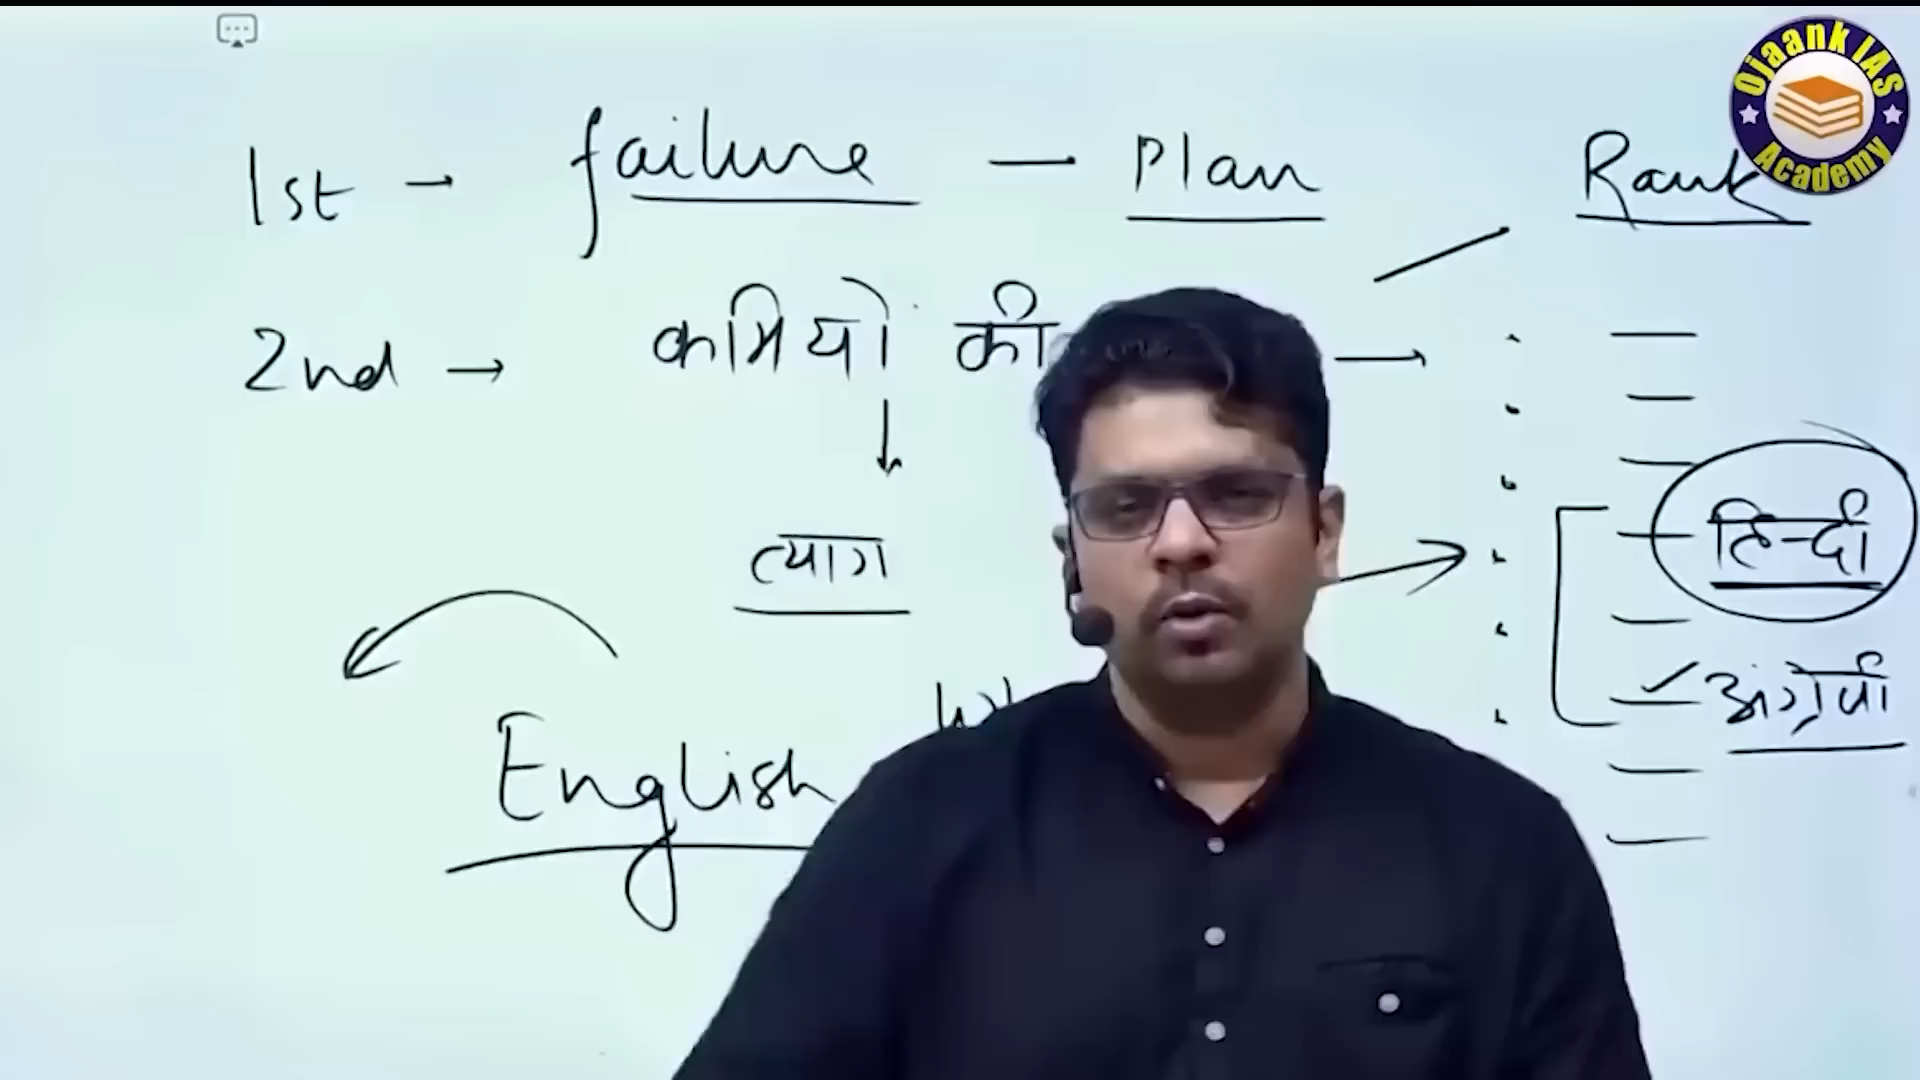 Ojaank IAS Academy
1st → failure — Plan Rank
2nd → कमियों की
त्याग
हिन्दी
English